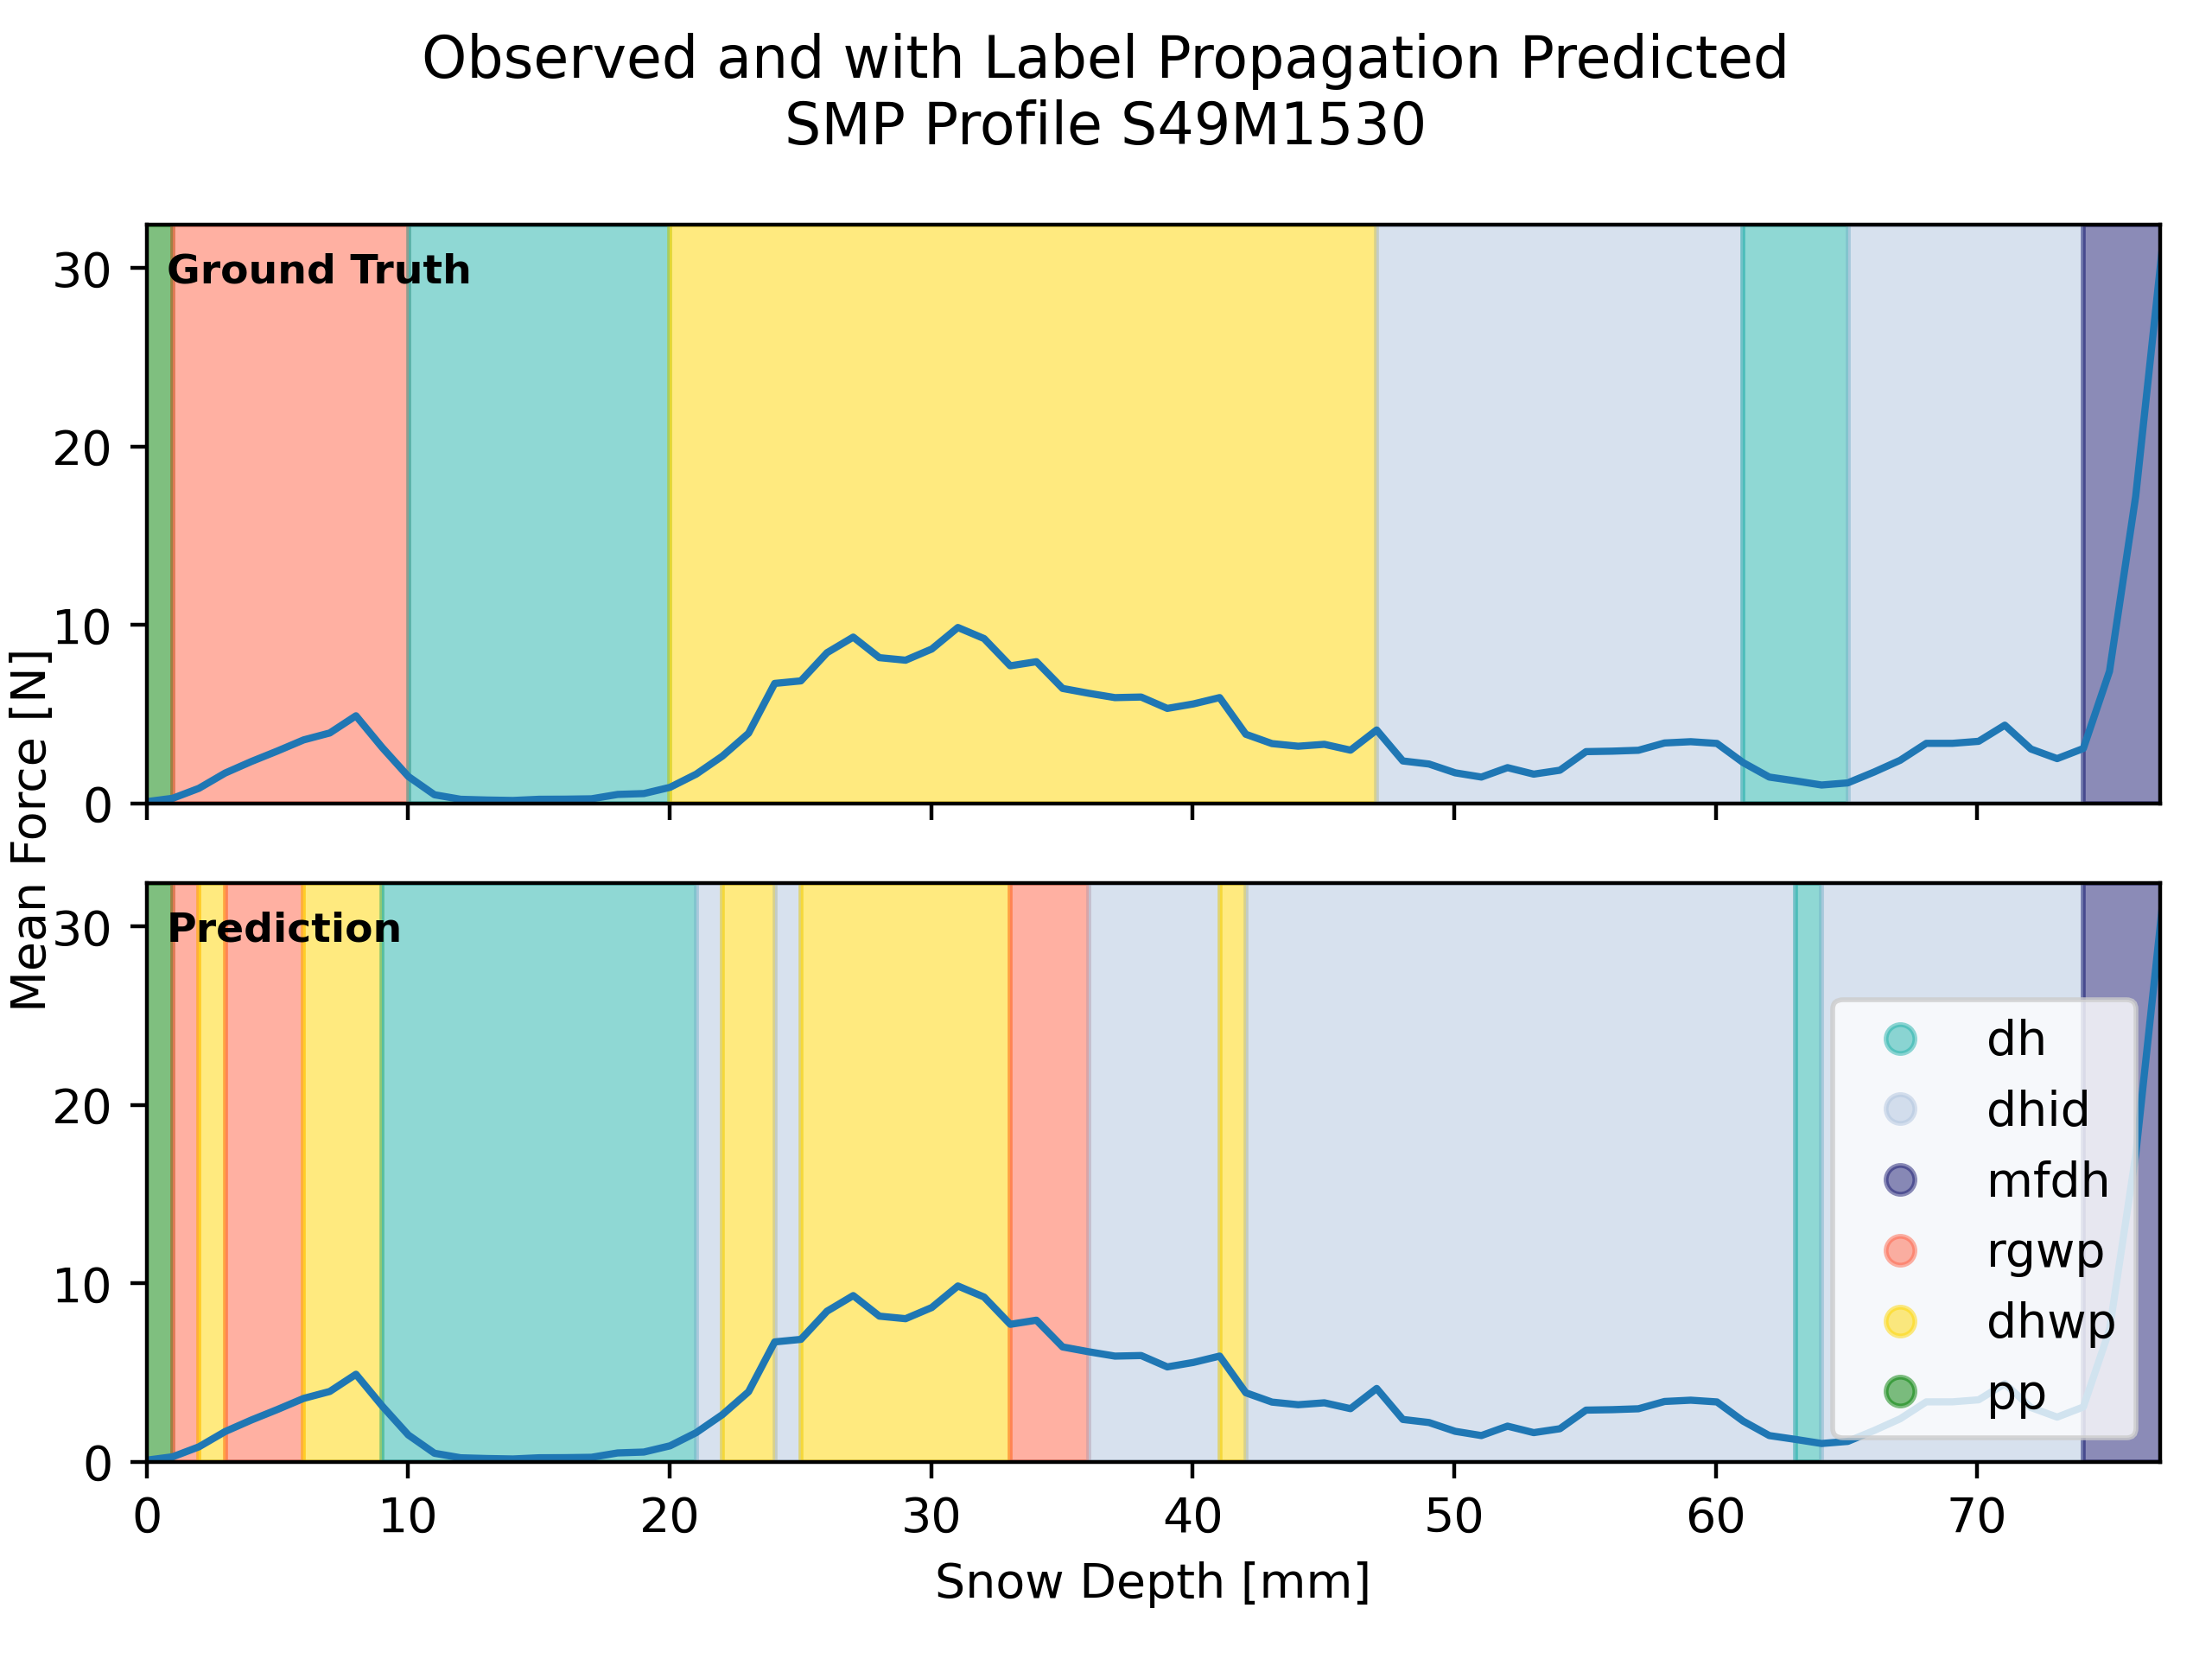 Observed and with Label Propagation Predicted
SMP Profile S49M1530
Mean Force [N]
30
20
10
0
Ground Truth
30
20
10
0
Prediction
dh
dhid
mfdh
rgwp
dhwp
pp
0 10 20 30 40 50 60 70
Snow Depth [mm]